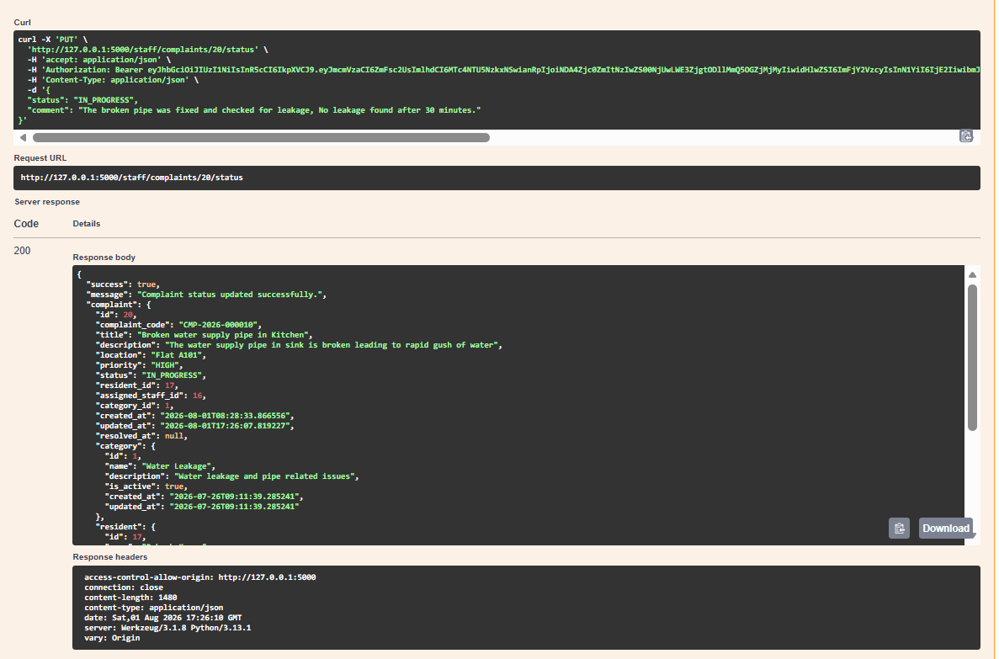 Curl
curl -X 'PUT' \
'http://127.0.0.1:5000/staff/complaints/20/status' \
-H 'accept: application/json' \
-H 'Authorization: Bearer
-H 'Content-Type: application/json' \
-d '{
"status": "IN_PROGRESS",
"comment": "The broken pipe was fixed and checked for leakage, No leakage found after 30 minutes."
}'
Request URL
http://127.0.0.1:5000/staff/complaints/20/status
Server response
Code Details
200
Response body
{
"success": true,
"message": "Complaint status updated successfully.",
"complaint": {
"id": 20,
"complaint_code": "CMP-2026-000010",
"title": "Broken water supply pipe in Kitchen",
"description": "The water supply pipe in sink is broken leading to rapid gush of water",
"location": "Flat A101",
"priority": "HIGH",
"status": "IN_PROGRESS",
"resident_id": 17,
"assigned_staff_id": 16,
"category_id": 1,
"created_at": "2026-08-01T08:28:33.866556",
"updated_at": "2026-08-01T17:26:07.819227",
"resolved_at": null,
"category": {
"id": 1,
"name": "Water Leakage",
"description": "Water leakage and pipe related issues",
"is_active": true,
"created_at": "2026-07-26T09:11:39.285241",
"updated_at": "2026-07-26T09:11:39.285241"
},
"resident": {
"id": 17,
Download
Response headers
access-control-allow-origin: http://127.0.0.1:5000
connection: close
content-length: 1480
content-type: application/json
date: Sat,01 Aug 2026 17:26:10 GMT
server: Werkzeug/3.1.8 Python/3.13.1
vary: Origin